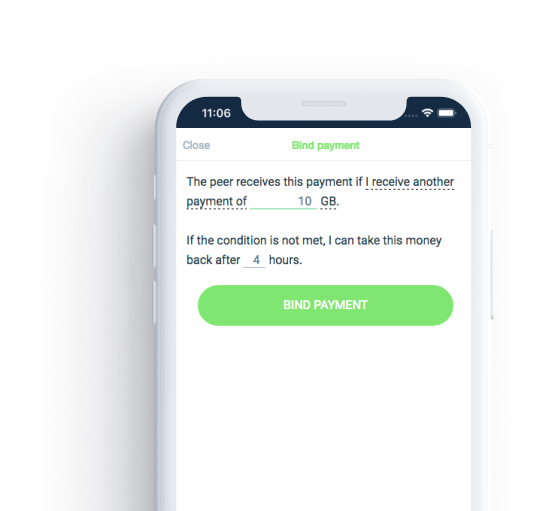 11:06
Close Bind payment
The peer receives this payment if I receive another
payment of 10 GB.
If the condition is not met, I can take this money
back after 4 hours.
BIND PAYMENT